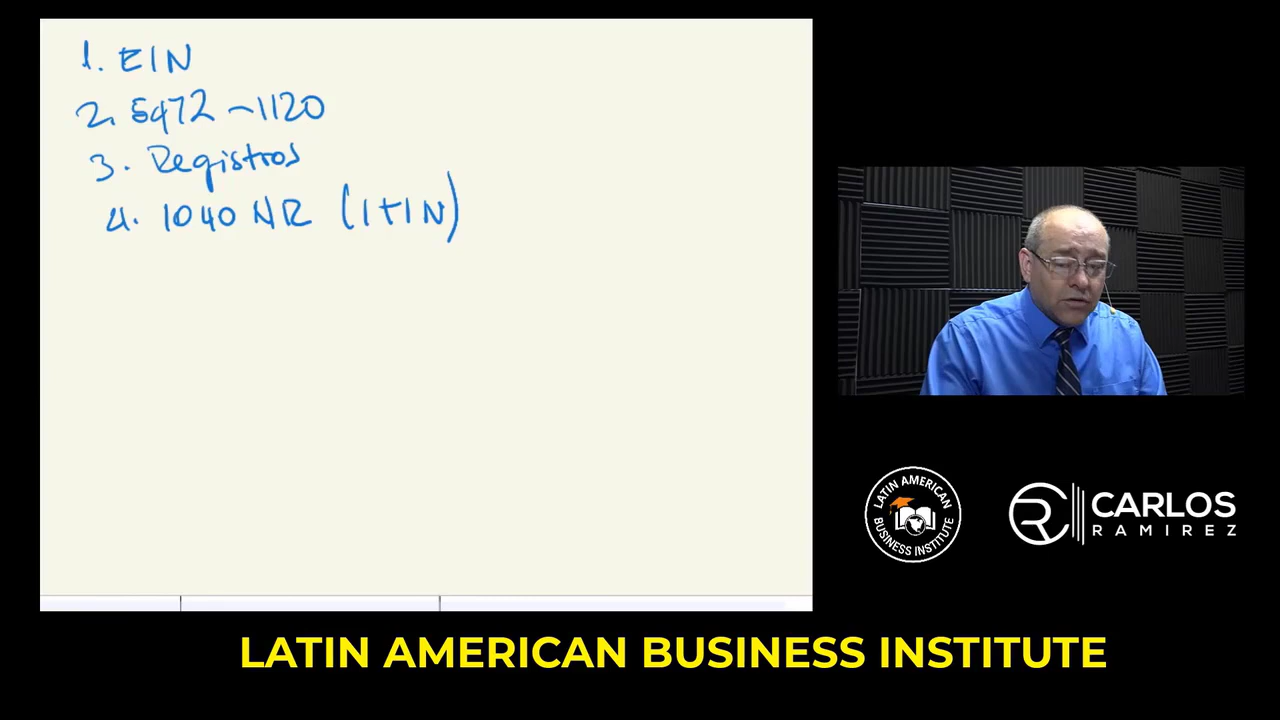 1. EIN
2. 5472 - 1120
3. Registros
4. 1040 NR (ITIN)
LATIN AMERICAN
BUSINESS INSTITUTE
CARLOS
RAMIREZ
LATIN AMERICAN BUSINESS INSTITUTE